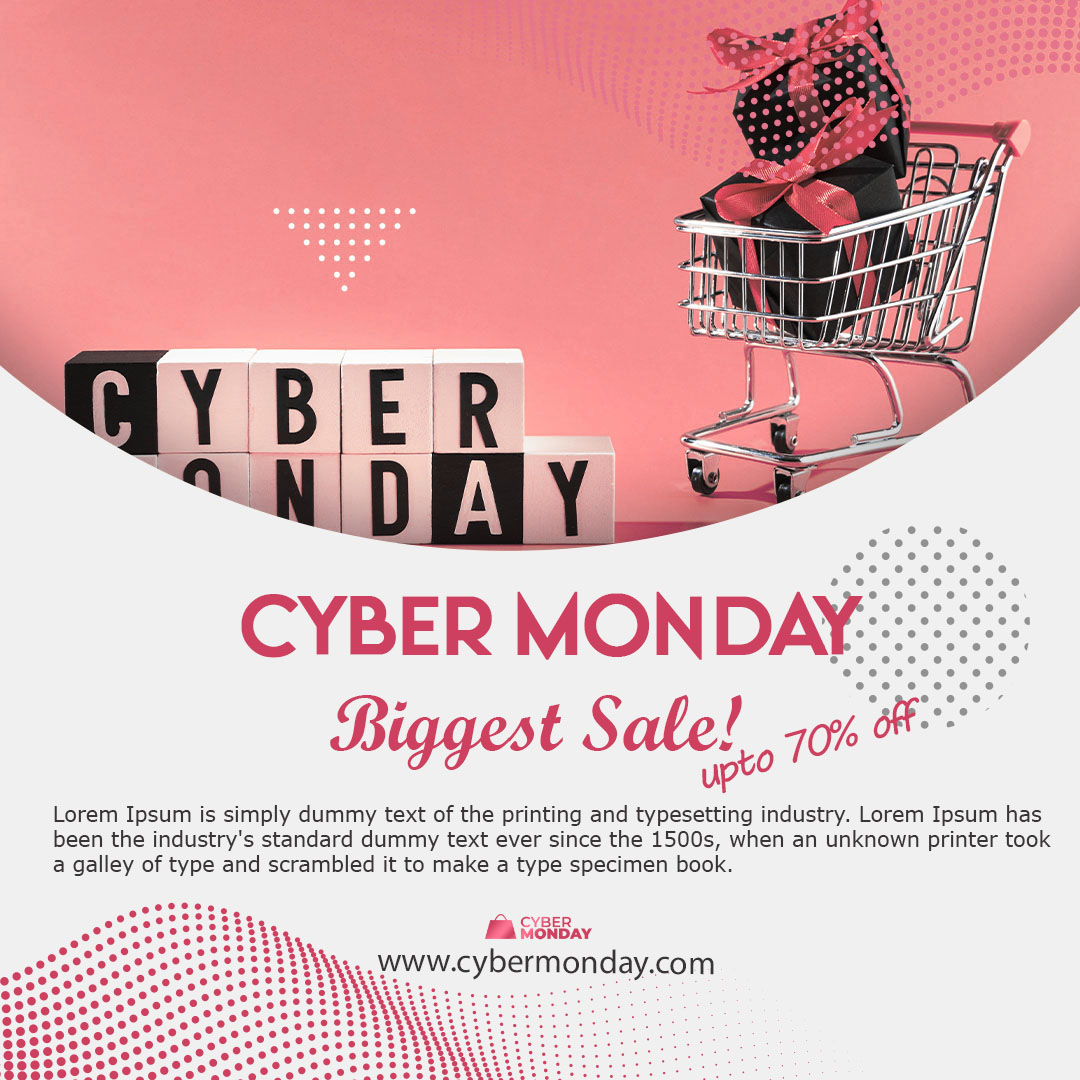 CYBER
ONDAY
CYBER MONDAY
Biggest Sale!
upto 70% off
Lorem Ipsum is simply dummy text of the printing and typesetting industry. Lorem Ipsum has
been the industry's standard dummy text ever since the 1500s, when an unknown printer took
a galley of type and scrambled it to make a type specimen book.
CYBER
MONDAY
www.cybermonday.com